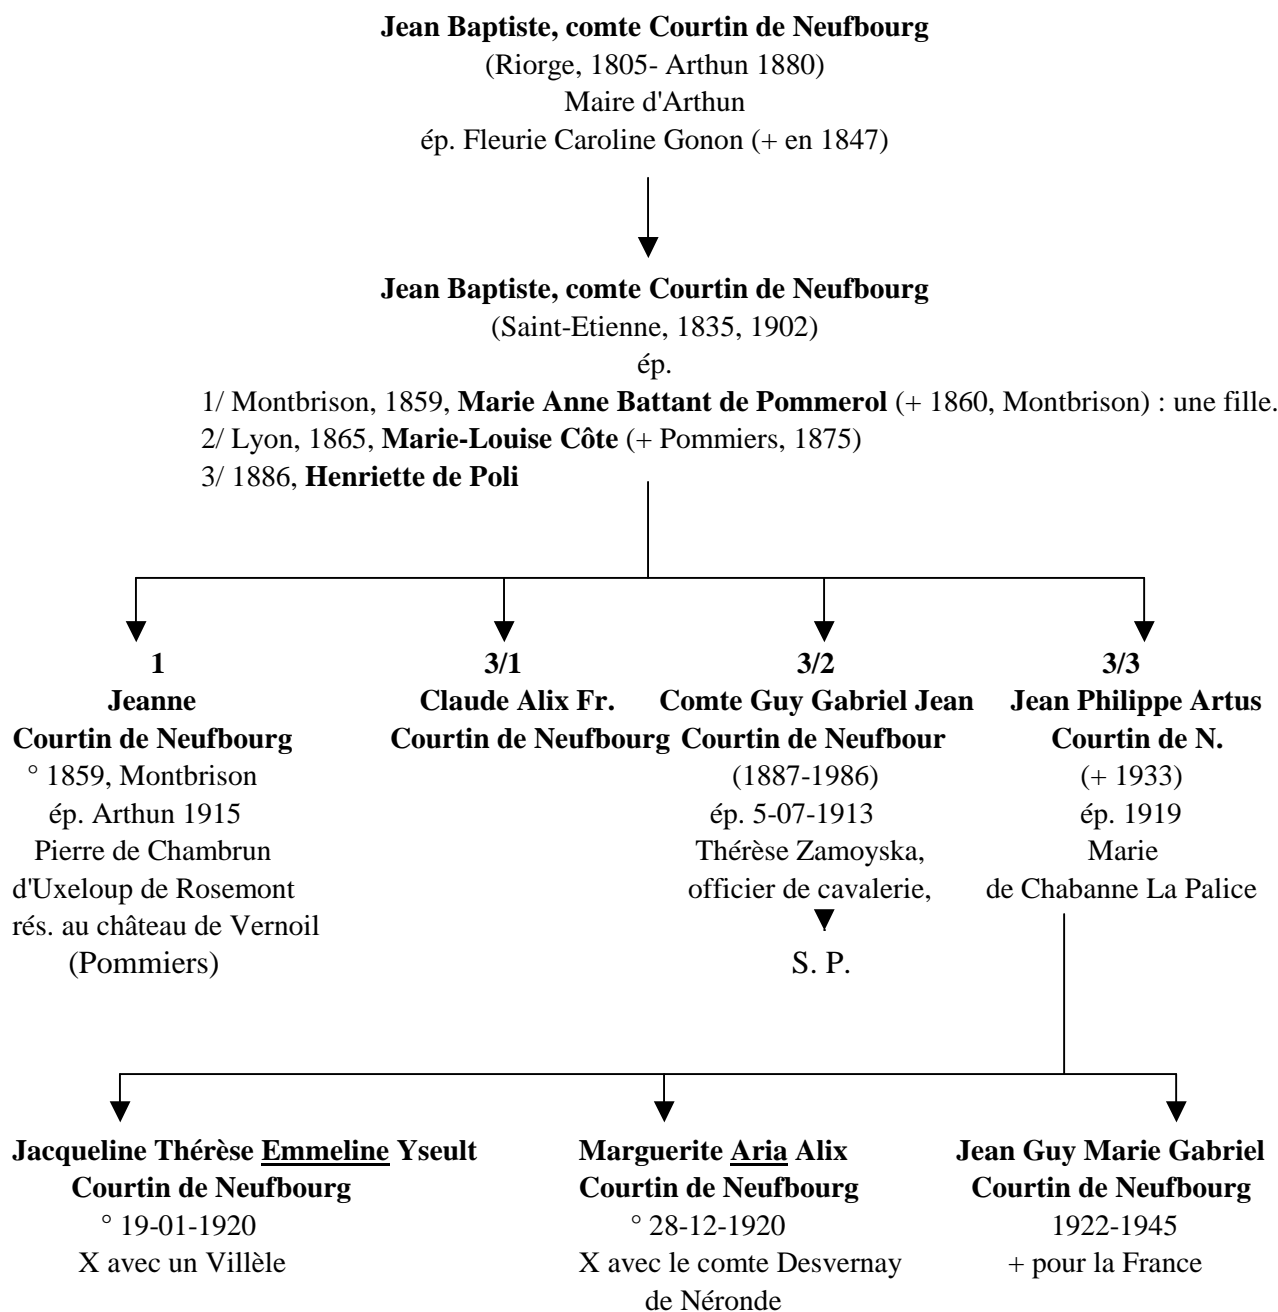 Jean Baptiste, comte Courtin de Neufbourg
(Riorge, 1805- Arthun 1880)
Maire d'Arthun
ép. Fleurie Caroline Gonon (+ en 1847)
Jean Baptiste, comte Courtin de Neufbourg
(Saint-Etienne, 1835, 1902)
ép.
1/ Montbrison, 1859, Marie Anne Battant de Pommerol (+ 1860, Montbrison) : une fille.
2/ Lyon, 1865, Marie-Louise Côte (+ Pommiers, 1875)
3/ 1886, Henriette de Poli
1
Jeanne
Courtin de Neufbourg
° 1859, Montbrison
ép. Arthun 1915
Pierre de Chambrun
d'Uxeloup de Rosemont
rés. au château de Vernoil
(Pommiers)
3/1
Claude Alix Fr.
Courtin de Neufbourg
3/2
Comte Guy Gabriel Jean
Courtin de Neufbour
(1887-1986)
ép. 5-07-1913
Thérèse Zamoyska,
officier de cavalerie,
S. P.
3/3
Jean Philippe Artus
Courtin de N.
(+ 1933)
ép. 1919
Marie
de Chabanne La Palice
Jacqueline Thérèse Emmeline Yseult
Courtin de Neufbourg
° 19-01-1920
X avec un Villèle
Marguerite Aria Alix
Courtin de Neufbourg
° 28-12-1920
X avec le comte Desvernay
de Néronde
Jean Guy Marie Gabriel
Courtin de Neufbourg
1922-1945
+ pour la France